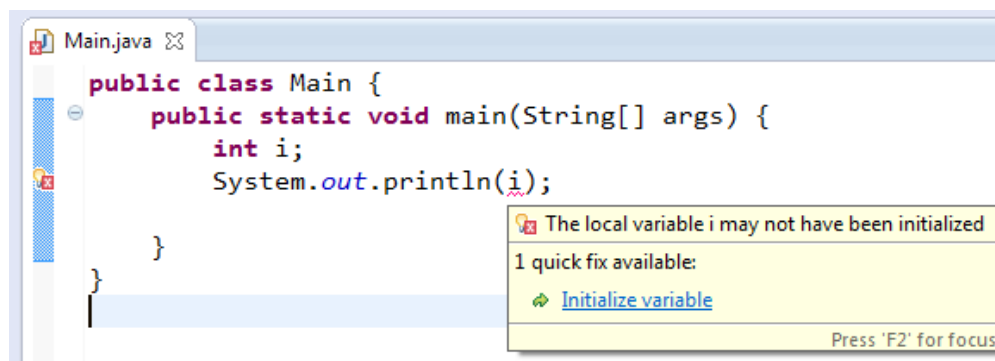 Main.java
public class Main {
public static void main(String[] args) {
int i;
System.out.println(i);
The local variable i may not have been initialized
1 quick fix available:
Initialize variable
Press 'F2' for focus
}
}